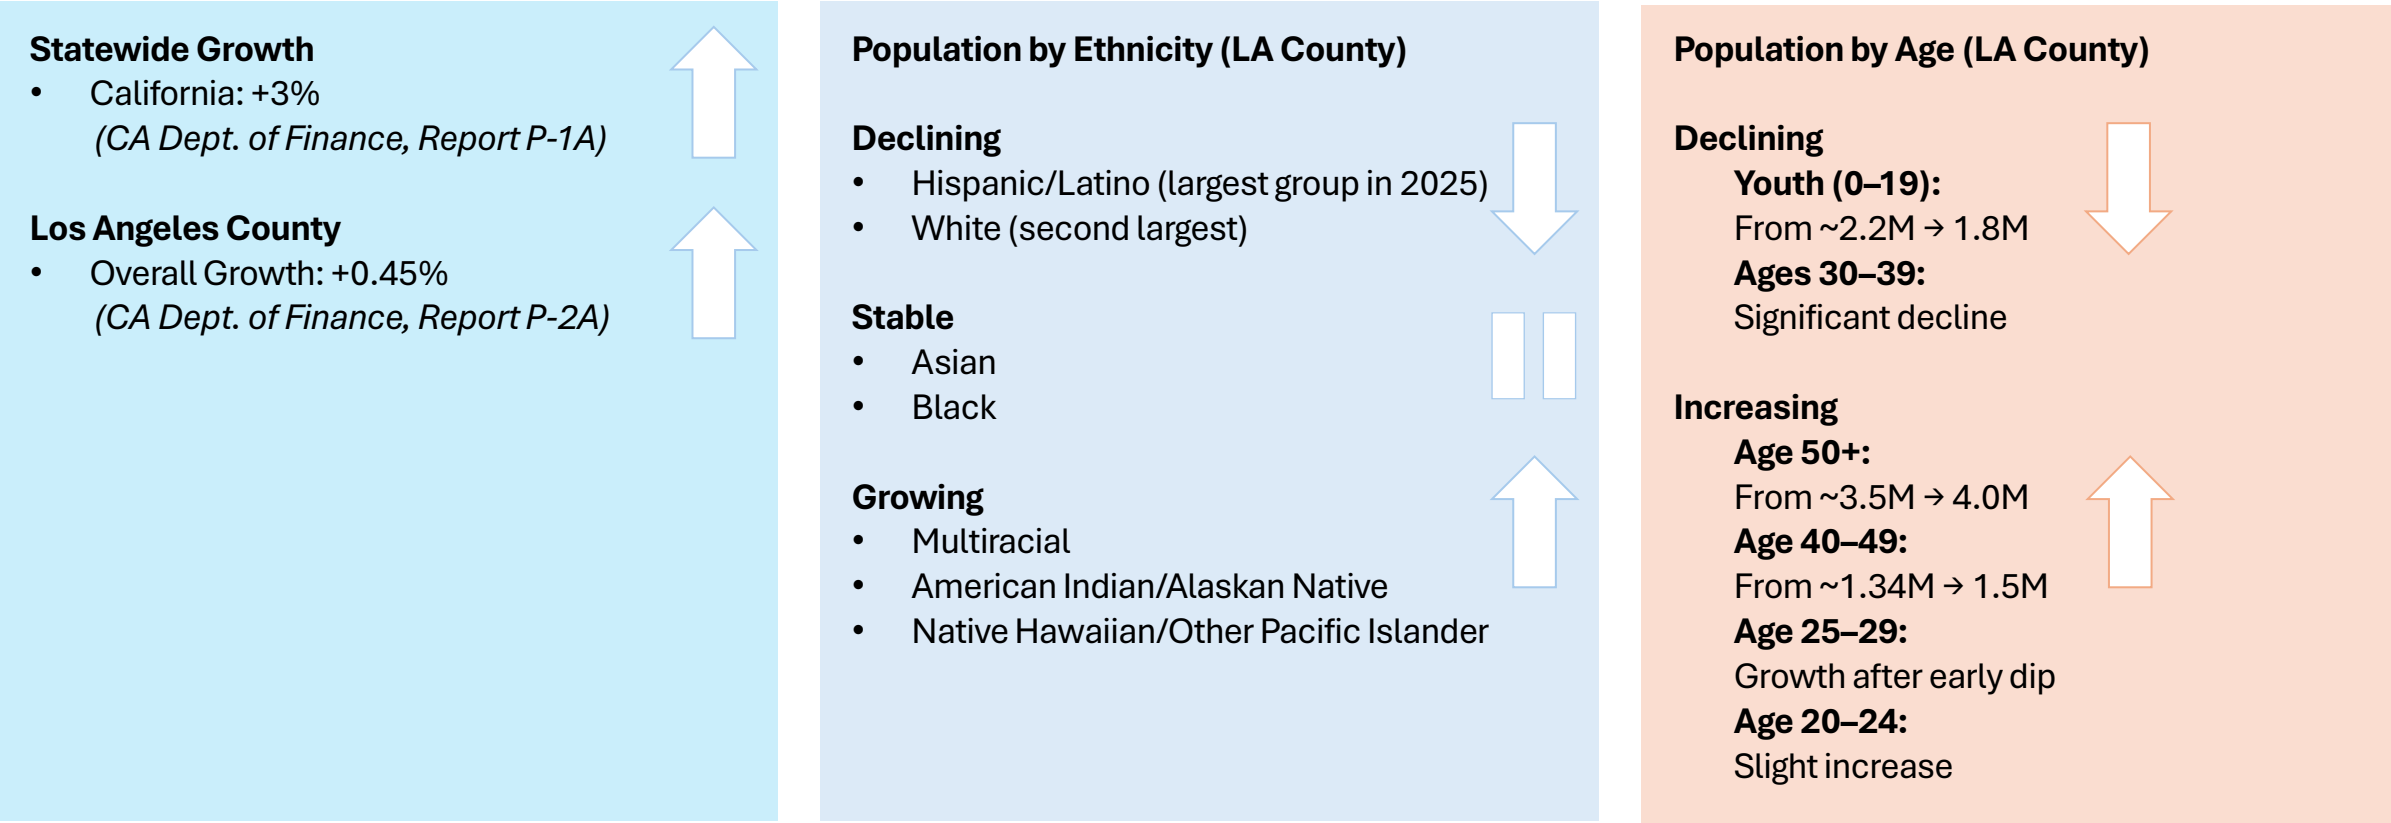 Statewide Growth
• California: +3%
(CA Dept. of Finance, Report P-1A)
Los Angeles County
• Overall Growth: +0.45%
(CA Dept. of Finance, Report P-2A)
Population by Ethnicity (LA County)
Declining
• Hispanic/Latino (largest group in 2025)
• White (second largest)
Stable
• Asian
• Black
Growing
• Multiracial
• American Indian/Alaskan Native
• Native Hawaiian/Other Pacific Islander
Population by Age (LA County)
Declining
Youth (0–19):
From ~2.2M → 1.8M
Ages 30–39:
Significant decline
Increasing
Age 50+:
From ~3.5M → 4.0M
Age 40–49:
From ~1.34M → 1.5M
Age 25–29:
Growth after early dip
Age 20–24:
Slight increase